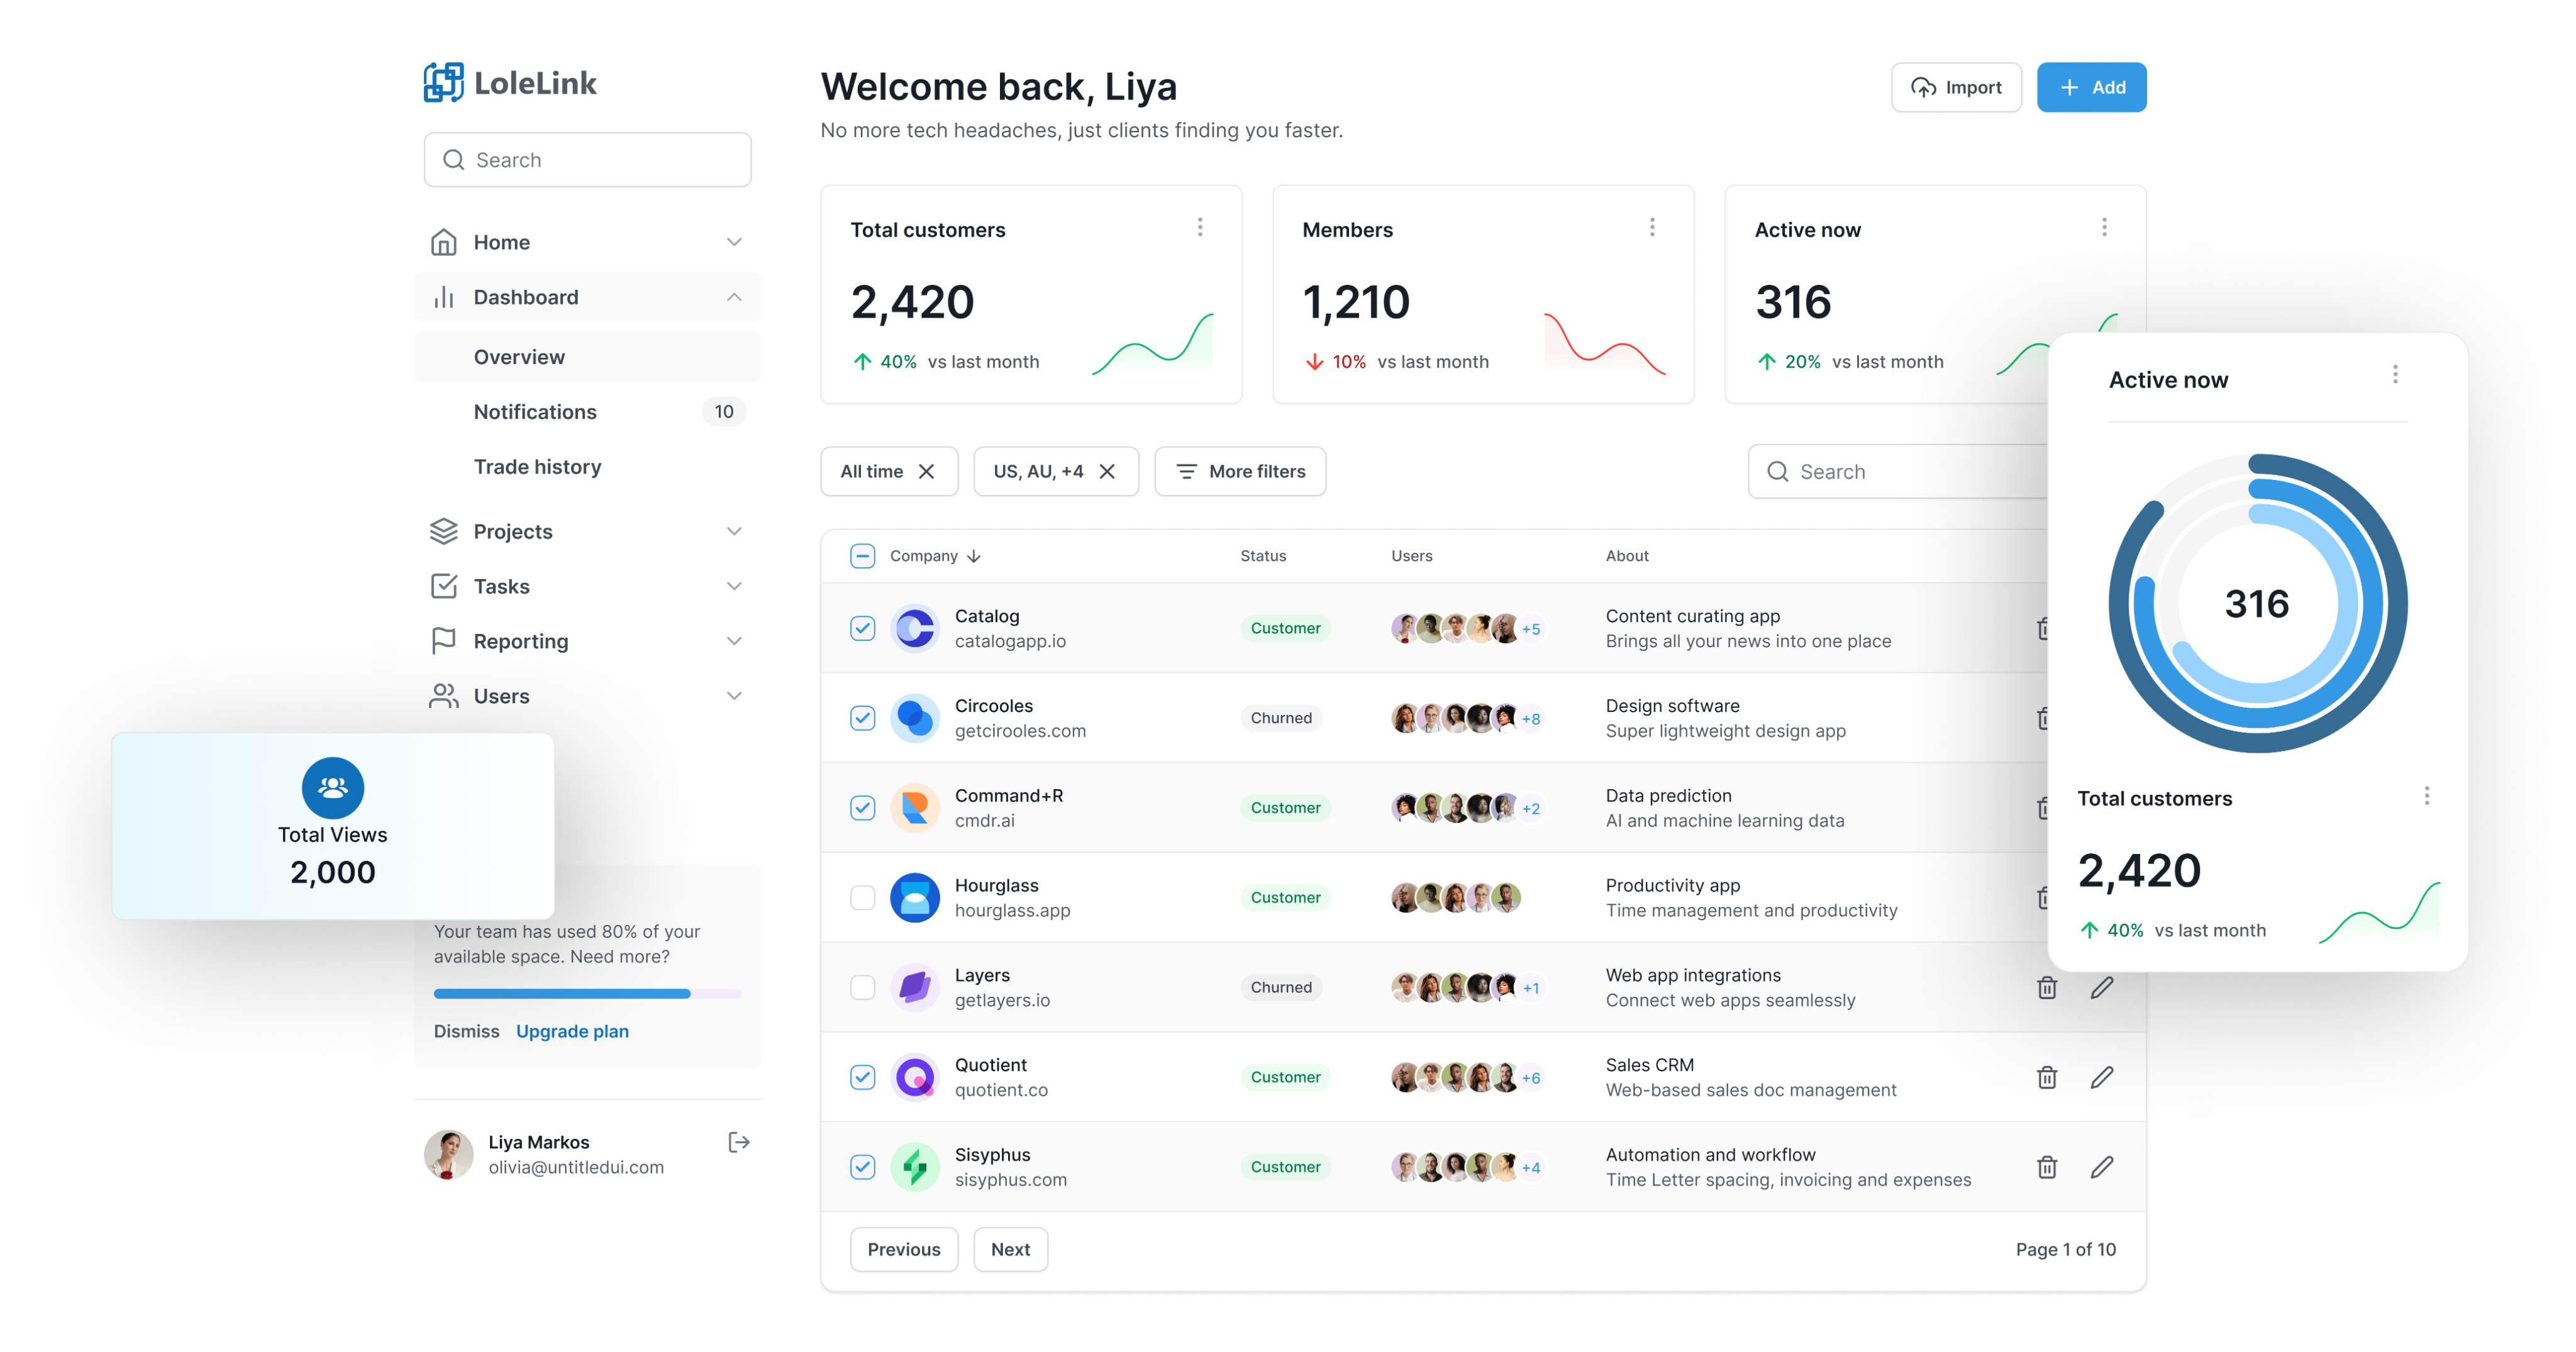 LoleLink
Search
Home
Dashboard
Overview
Notifications 10
Trade history
Projects
Tasks
Reporting
Users
Total Views
2,000
Your team has used 80% of your
available space. Need more?
Dismiss Upgrade plan
Liya Markos
olivia@untitledui.com
Welcome back, Liya
No more tech headaches, just clients finding you faster.
Import
Add
Total customers
2,420
40% vs last month
Members
1,210
10% vs last month
Active now
316
20% vs last month
All time
US, AU, +4
More filters
Search
Company Status Users About
Catalog
catalogapp.io
Customer
+5
Content curating app
Brings all your news into one place
Circooles
getcirooles.com
Churned
+8
Design software
Super lightweight design app
Command+R
cmdr.ai
Customer
+2
Data prediction
AI and machine learning data
Hourglass
hourglass.app
Customer
Productivity app
Time management and productivity
Layers
getlayers.io
Churned
+1
Web app integrations
Connect web apps seamlessly
Quotient
quotient.co
Customer
+6
Sales CRM
Web-based sales doc management
Sisyphus
sisyphus.com
Customer
+4
Automation and workflow
Time Letter spacing, invoicing and expenses
Previous
Next
Page 1 of 10
Active now
316
Total customers
2,420
40% vs last month